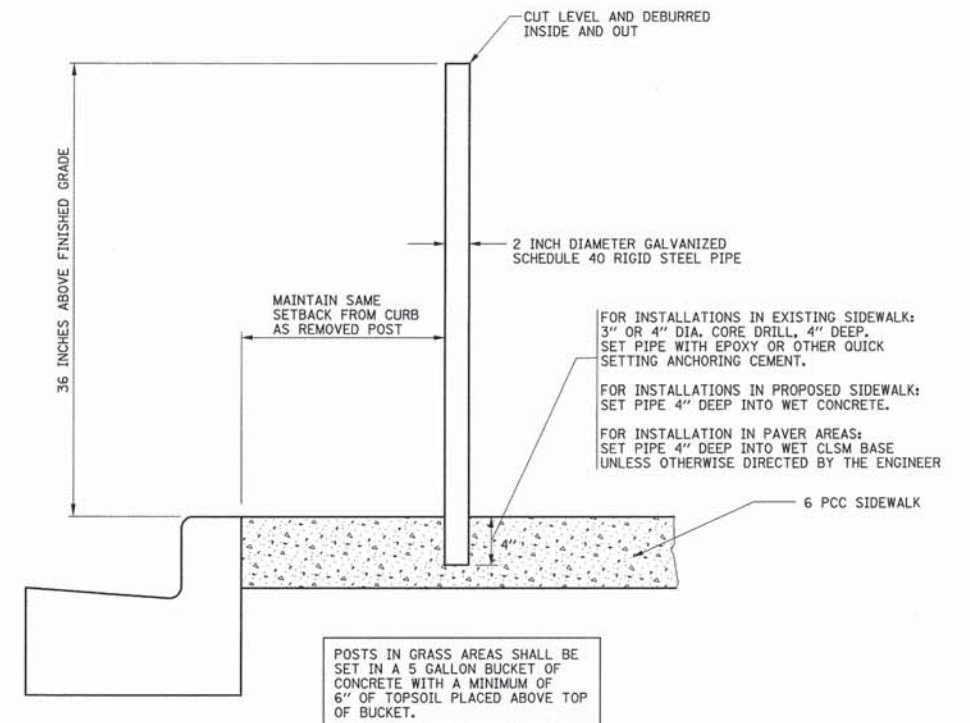 CUT LEVEL AND DEBURRED
INSIDE AND OUT
36 INCHES ABOVE FINISHED GRADE
2 INCH DIAMETER GALVANIZED
SCHEDULE 40 RIGID STEEL PIPE
MAINTAIN SAME
SETBACK FROM CURB
AS REMOVED POST
FOR INSTALLATIONS IN EXISTING SIDEWALK:
3" OR 4" DIA. CORE DRILL, 4" DEEP.
SET PIPE WITH EPOXY OR OTHER QUICK
SETTING ANCHORING CEMENT.
FOR INSTALLATIONS IN PROPOSED SIDEWALK:
SET PIPE 4" DEEP INTO WET CONCRETE.
FOR INSTALLATION IN PAVER AREAS:
SET PIPE 4" DEEP INTO WET CLSM BASE
UNLESS OTHERWISE DIRECTED BY THE ENGINEER
6 PCC SIDEWALK
4"
POSTS IN GRASS AREAS SHALL BE
SET IN A 5 GALLON BUCKET OF
CONCRETE WITH A MINIMUM OF
6" OF TOPSOIL PLACED ABOVE TOP
OF BUCKET.